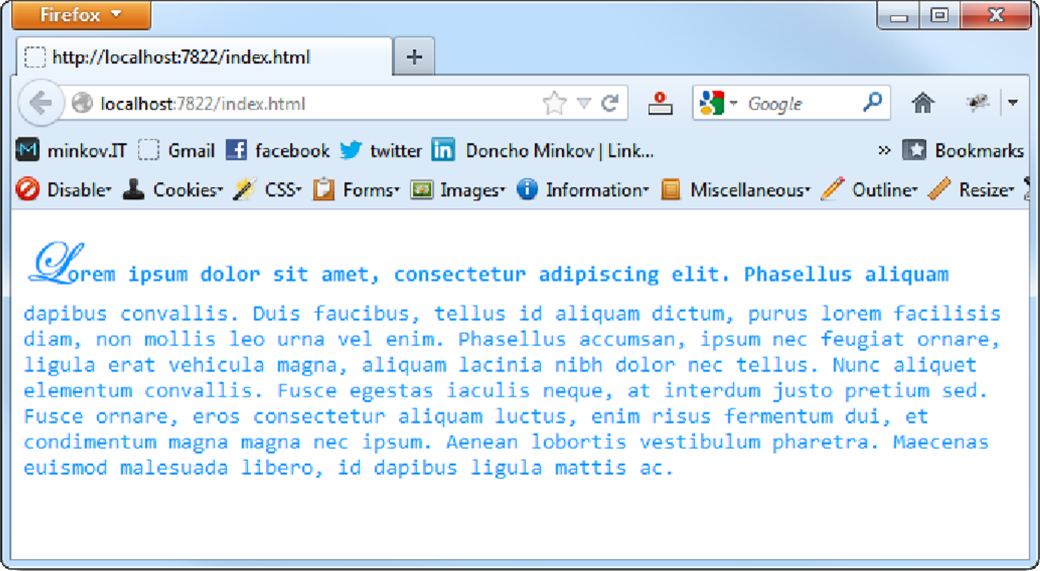 Firefox
http://localhost:7822/index.html
localhost:7822/index.html
Google
minkov.IT Gmail facebook twitter Doncho Minkov | Link... » Bookmarks
Disable Cookies CSS Forms Images Information Miscellaneous Outline Resize
Lorem ipsum dolor sit amet, consectetur adipiscing elit. Phasellus aliquam
dapibus convallis. Duis faucibus, tellus id aliquam dictum, purus lorem facilisis
diam, non mollis leo urna vel enim. Phasellus accumsan, ipsum nec feugiat ornare,
ligula erat vehicula magna, aliquam lacinia nibh dolor nec tellus. Nunc aliquet
elementum convallis. Fusce egestas iaculis neque, at interdum justo pretium sed.
Fusce ornare, eros consectetur aliquam luctus, enim risus fermentum dui, et
condimentum magna magna nec ipsum. Aenean lobortis vestibulum pharetra. Maecenas
euismod malesuada libero, id dapibus ligula mattis ac.